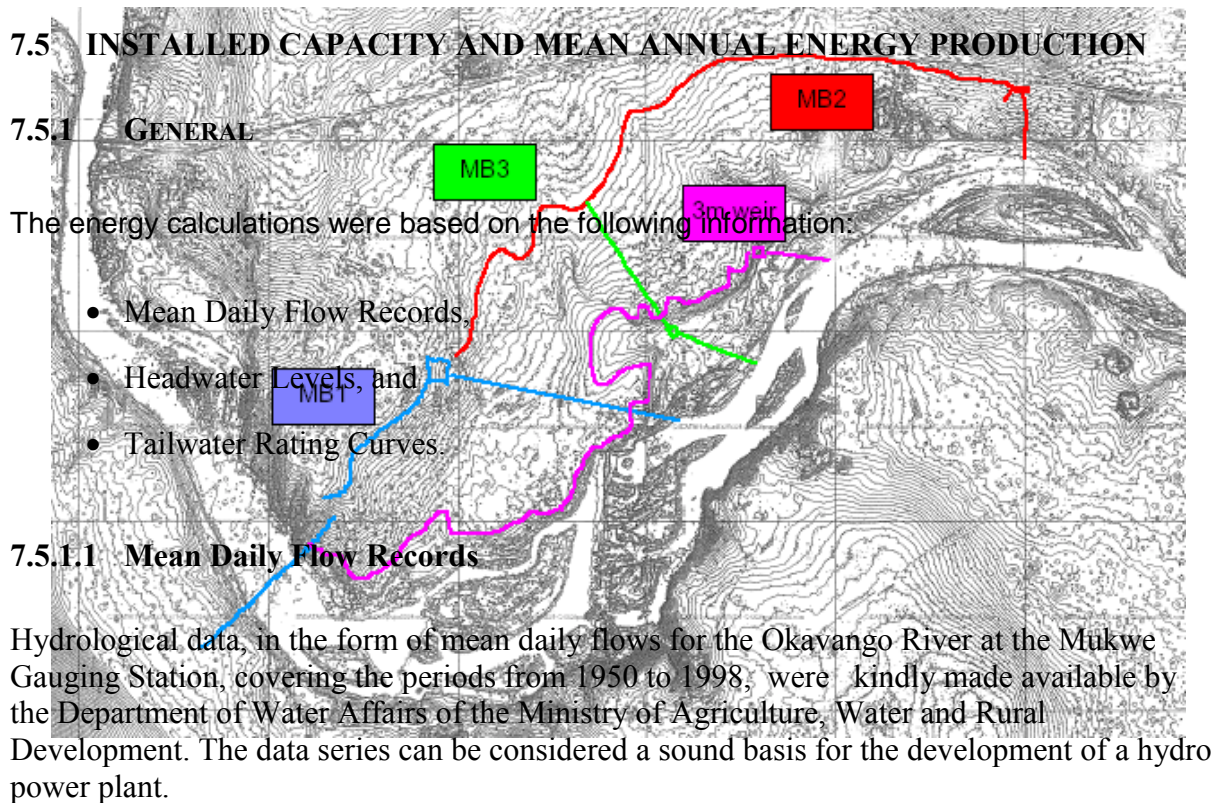 7.5 INSTALLED CAPACITY AND MEAN ANNUAL ENERGY PRODUCTION
MB2
7.5.1 GENERAL
MB3
3m weir
The energy calculations were based on the following information:
• Mean Daily Flow Records,
• Headwater Levels, and
MB1
• Tailwater Rating Curves.
7.5.1.1 Mean Daily Flow Records
Hydrological data, in the form of mean daily flows for the Okavango River at the Mukwe
Gauging Station, covering the periods from 1950 to 1998, were kindly made available by
the Department of Water Affairs of the Ministry of Agriculture, Water and Rural
Development. The data series can be considered a sound basis for the development of a hydro
power plant.